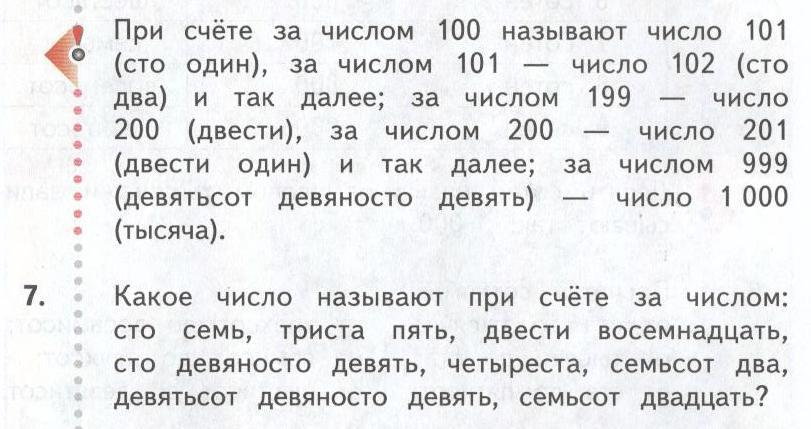 При счёте за числом 100 называют число 101
(сто один), за числом 101 — число 102 (сто
два) и так далее; за числом 199 — число
200 (двести), за числом 200 — число 201
(двести один) и так далее; за числом 999
(девятьсот девяносто девять) — число 1 000
(тысяча).
7. Какое число называют при счёте за числом:
сто семь, триста пять, двести восемнадцать,
сто девяносто девять, четыреста, семьсот два,
девятьсот девяносто девять, семьсот двадцать?